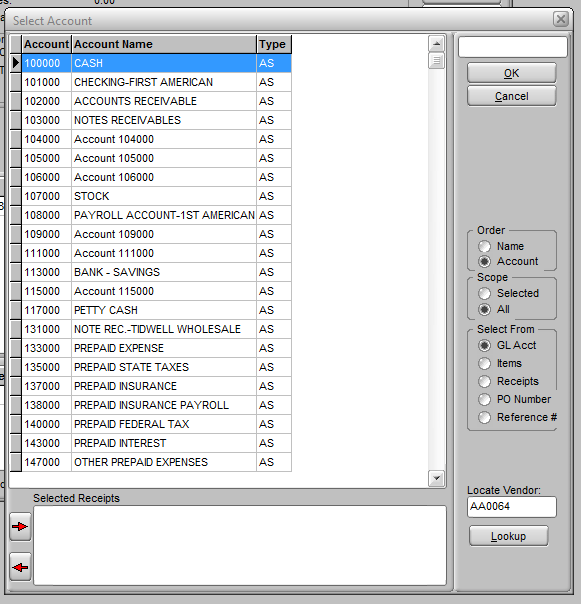 es: 0.00
Select Account
Account Account Name Type
100000 CASH AS
101000 CHECKING-FIRST AMERICAN AS
102000 ACCOUNTS RECEIVABLE AS
103000 NOTES RECEIVABLES AS
104000 Account 104000 AS
105000 Account 105000 AS
106000 Account 106000 AS
107000 STOCK AS
108000 PAYROLL ACCOUNT-1ST AMERICAN AS
109000 Account 109000 AS
111000 Account 111000 AS
113000 BANK - SAVINGS AS
115000 Account 115000 AS
117000 PETTY CASH AS
131000 NOTE REC.-TIDWELL WHOLESALE AS
133000 PREPAID EXPENSE AS
135000 PREPAID STATE TAXES AS
137000 PREPAID INSURANCE AS
138000 PREPAID INSURANCE PAYROLL AS
140000 PREPAID FEDERAL TAX AS
143000 PREPAID INTEREST AS
147000 OTHER PREPAID EXPENSES AS
Selected Receipts
OK
Cancel
Order
Name
Account
Scope
Selected
All
Select From
GL Acct
Items
Receipts
PO Number
Reference #
Locate Vendor:
AA0064
Lookup